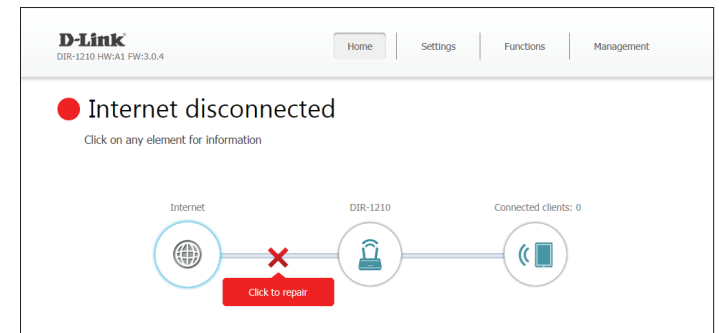 D-Link
DIR-1210 HW:A1 FW:3.0.4
Home Settings Functions Management
Internet disconnected
Click on any element for information
Internet DIR-1210 Connected clients: 0
Click to repair